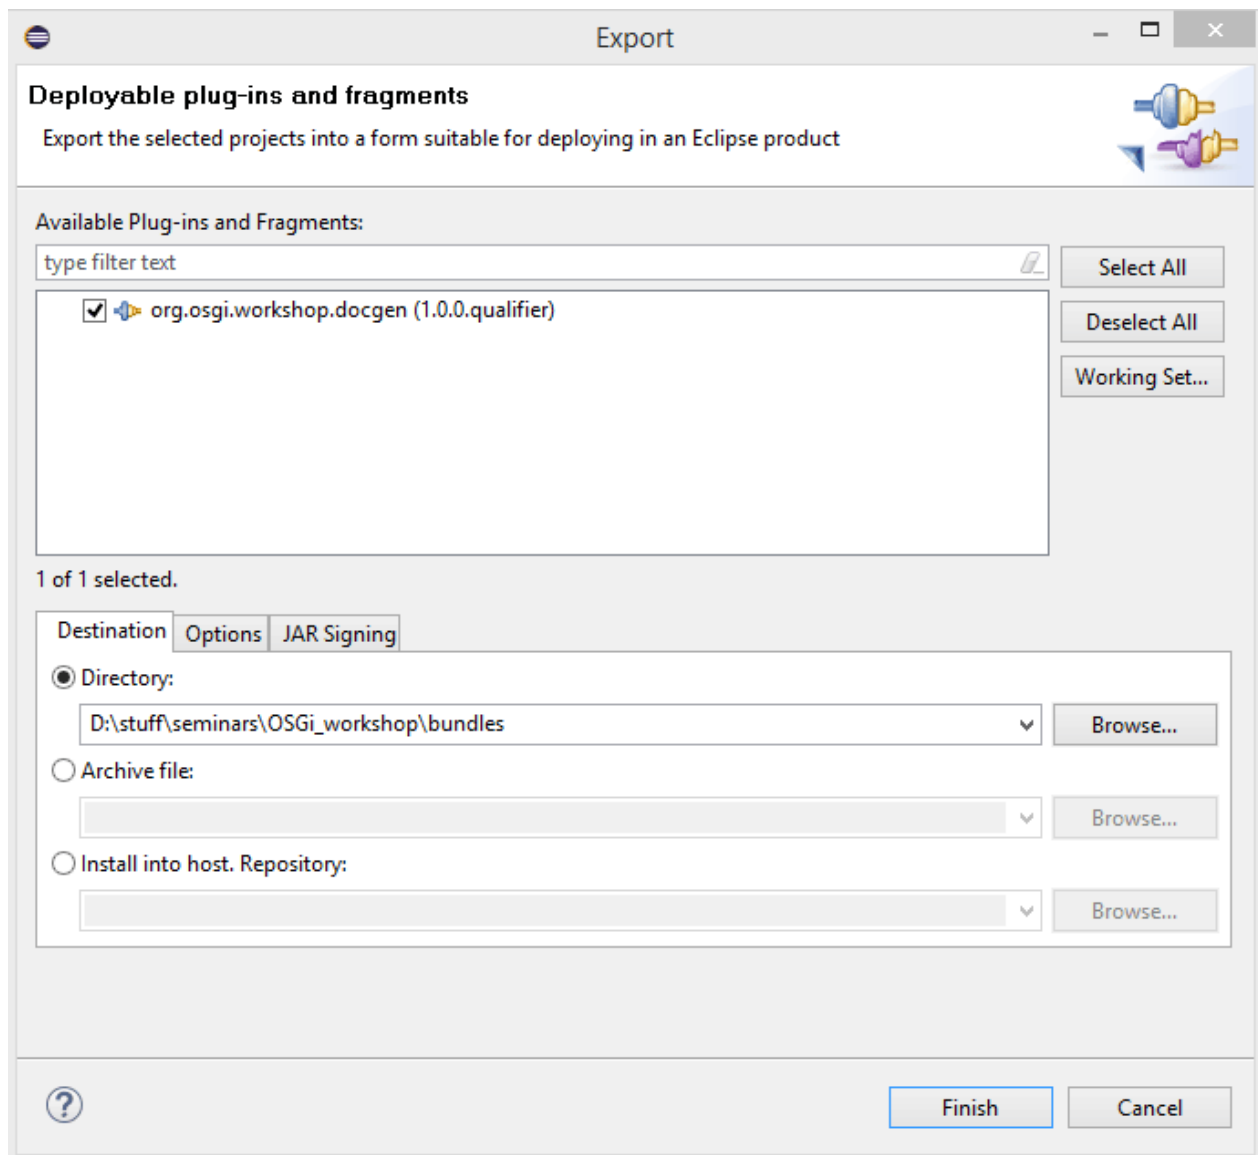 Export
Deployable plug-ins and fragments
Export the selected projects into a form suitable for deploying in an Eclipse product
Available Plug-ins and Fragments:
type filter text
Select All
org.osgi.workshop.docgen (1.0.0.qualifier)
Deselect All
Working Set...
1 of 1 selected.
Destination Options JAR Signing
Directory:
D:\stuff\seminars\OSGi_workshop\bundles
Browse...
Archive file:
Browse...
Install into host. Repository:
Browse...
?
Finish
Cancel